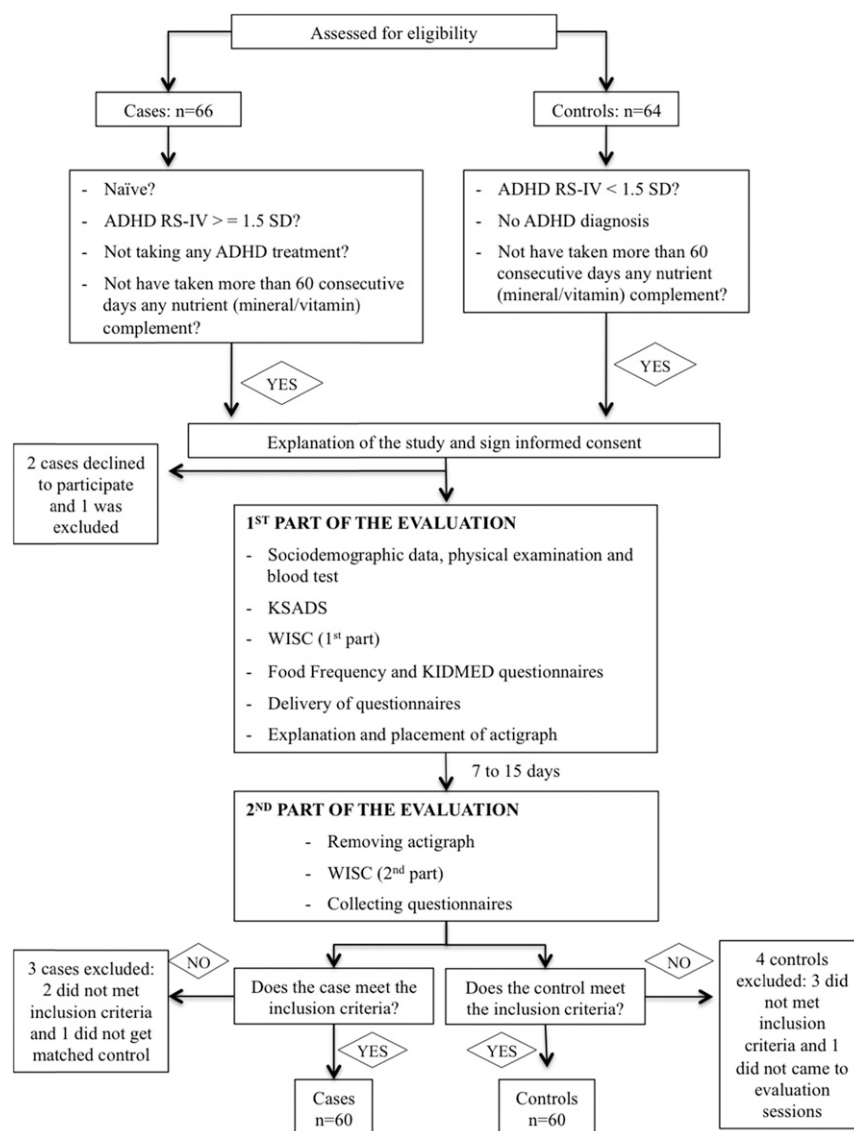 Assessed for eligibility
Cases: n=66
Controls: n=64
- Naïve?
- ADHD RS-IV > = 1.5 SD?
- Not taking any ADHD treatment?
- Not have taken more than 60 consecutive
days any nutrient (mineral/vitamin)
complement?
- ADHD RS-IV < 1.5 SD?
- No ADHD diagnosis
- Not have taken more than 60
consecutive days any nutrient
(mineral/vitamin) complement?
YES
YES
Explanation of the study and sign informed consent
2 cases declined
to participate
and 1 was
excluded
1ST PART OF THE EVALUATION
- Sociodemographic data, physical examination and
blood test
- KSADS
- WISC (1st part)
- Food Frequency and KIDMED questionnaires
- Delivery of questionnaires
- Explanation and placement of actigraph
7 to 15 days
2ND PART OF THE EVALUATION
- Removing actigraph
- WISC (2nd part)
- Collecting questionnaires
3 cases excluded:
2 did not met
inclusion criteria
and 1 did not get
matched control
NO
Does the case meet the
inclusion criteria?
Does the control meet
the inclusion criteria?
NO
4 controls
excluded: 3 did
not met
inclusion
criteria and 1
did not came to
evaluation
sessions
YES
YES
Cases
n=60
Controls
n=60